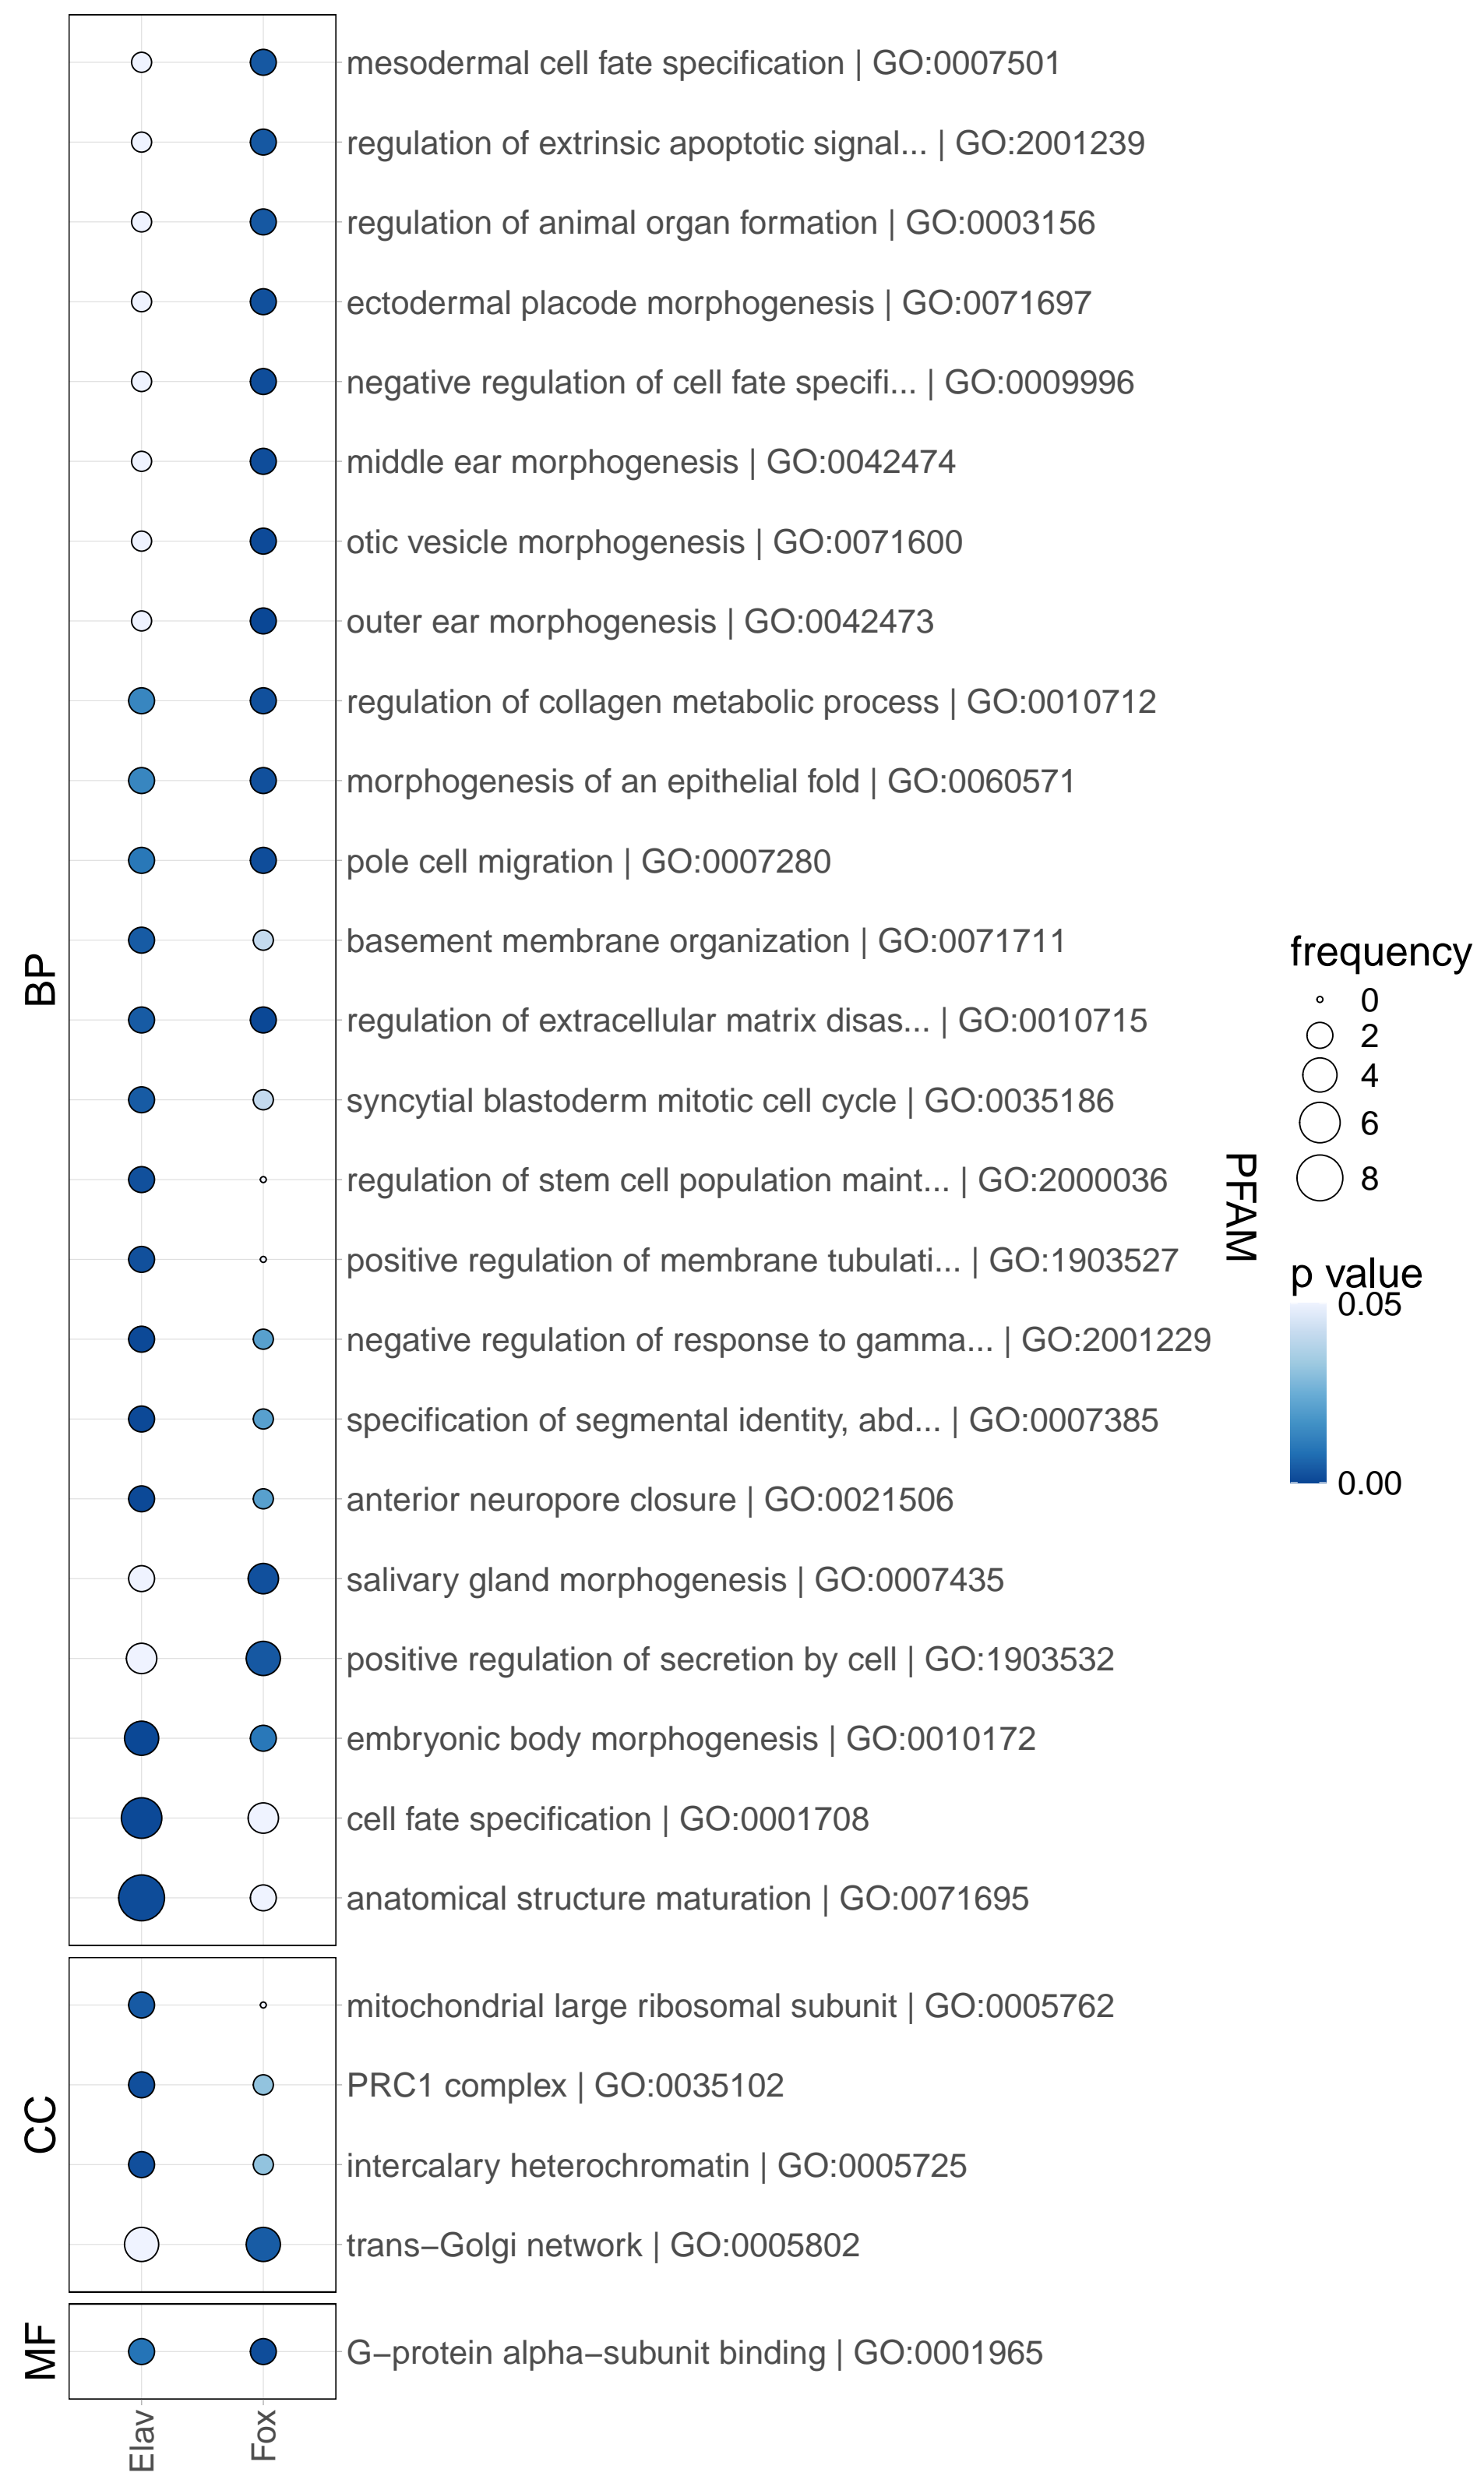 BP
mesodermal cell fate specification | GO:0007501
regulation of extrinsic apoptotic signal... | GO:2001239
regulation of animal organ formation | GO:0003156
ectodermal placode morphogenesis | GO:0071697
negative regulation of cell fate specifi... | GO:0009996
middle ear morphogenesis | GO:0042474
otic vesicle morphogenesis | GO:0071600
outer ear morphogenesis | GO:0042473
regulation of collagen metabolic process | GO:0010712
morphogenesis of an epithelial fold | GO:0060571
pole cell migration | GO:0007280
basement membrane organization | GO:0071711
regulation of extracellular matrix disas... | GO:0010715
syncytial blastoderm mitotic cell cycle | GO:0035186
regulation of stem cell population maint... | GO:2000036
positive regulation of membrane tubulati... | GO:1903527
negative regulation of response to gamma... | GO:2001229
specification of segmental identity, abd... | GO:0007385
anterior neuropore closure | GO:0021506
salivary gland morphogenesis | GO:0007435
positive regulation of secretion by cell | GO:1903532
embryonic body morphogenesis | GO:0010172
cell fate specification | GO:0001708
anatomical structure maturation | GO:0071695
CC
mitochondrial large ribosomal subunit | GO:0005762
PRC1 complex | GO:0035102
intercalary heterochromatin | GO:0005725
trans−Golgi network | GO:0005802
MF
G−protein alpha−subunit binding | GO:0001965
Elav
Fox
PFAM
frequency
0
2
4
6
8
p value
0.05
0.00